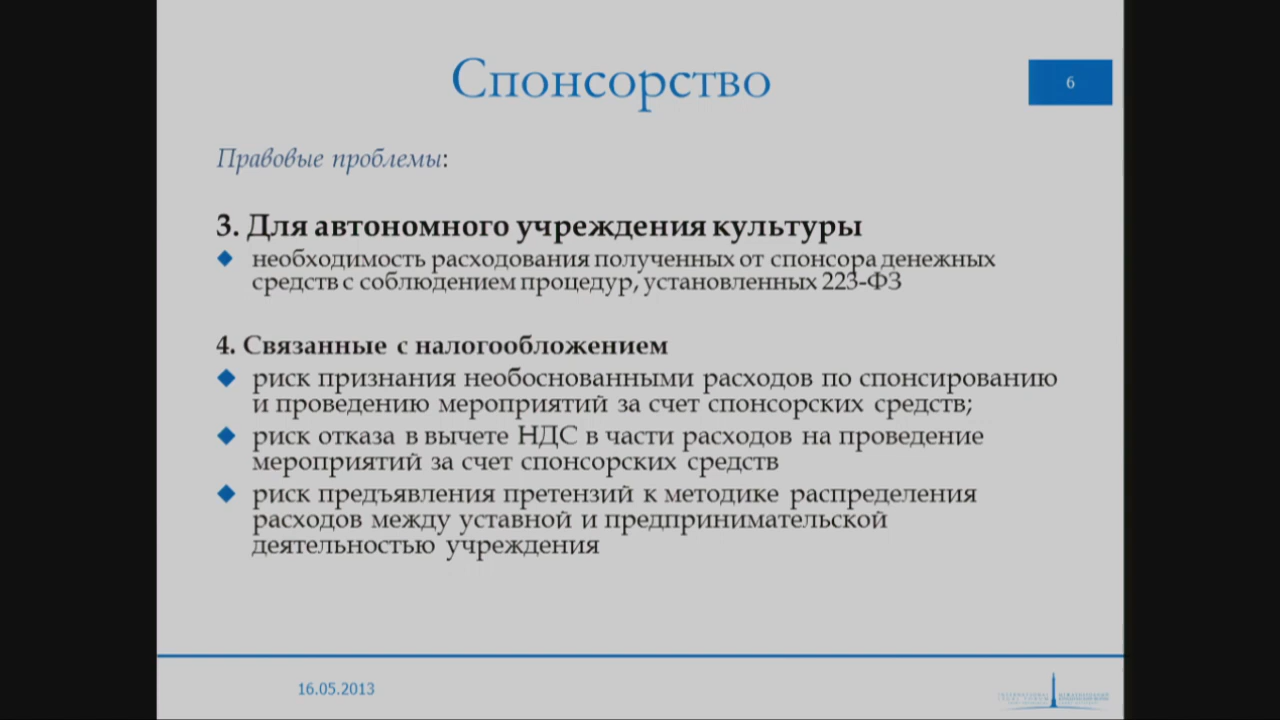 Спонсорство
6
Правовые проблемы:
3. Для автономного учреждения культуры
необходимость расходования полученных от спонсора денежных
средств с соблюдением процедур, установленных 223-ФЗ
4. Связанные с налогообложением
риск признания необоснованными расходов по спонсированию
и проведению мероприятий за счет спонсорских средств;
риск отказа в вычете НДС в части расходов на проведение
мероприятий за счет спонсорских средств
риск предъявления претензий к методике распределения
расходов между уставной и предпринимательской
деятельностью учреждения
16.05.2013